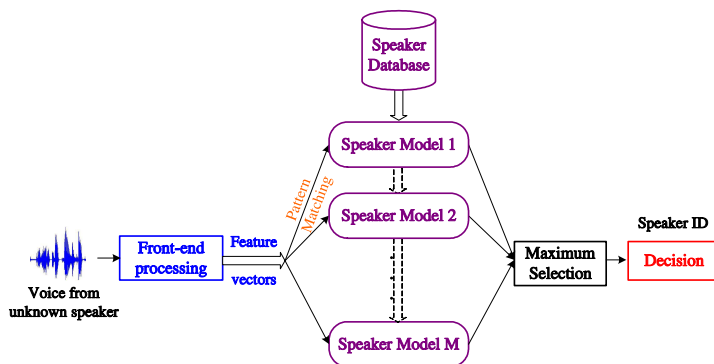 Speaker
Database
Speaker Model 1
Pattern
Matching
Speaker Model 2
Speaker ID
Front-end
processing
Feature
vectors
Maximum
Selection
Decision
Voice from
unknown speaker
Speaker Model M